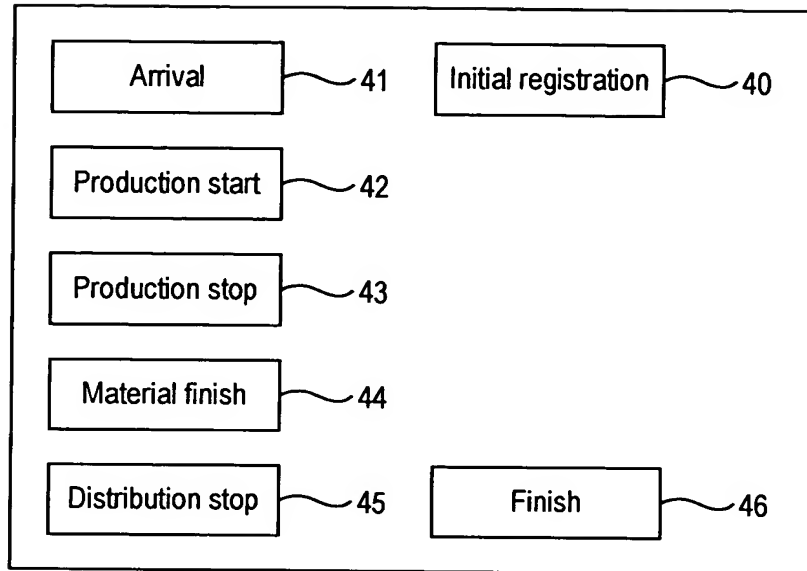 Arrival 41 Initial registration 40
Production start 42
Production stop 43
Material finish 44
Distribution stop 45 Finish 46